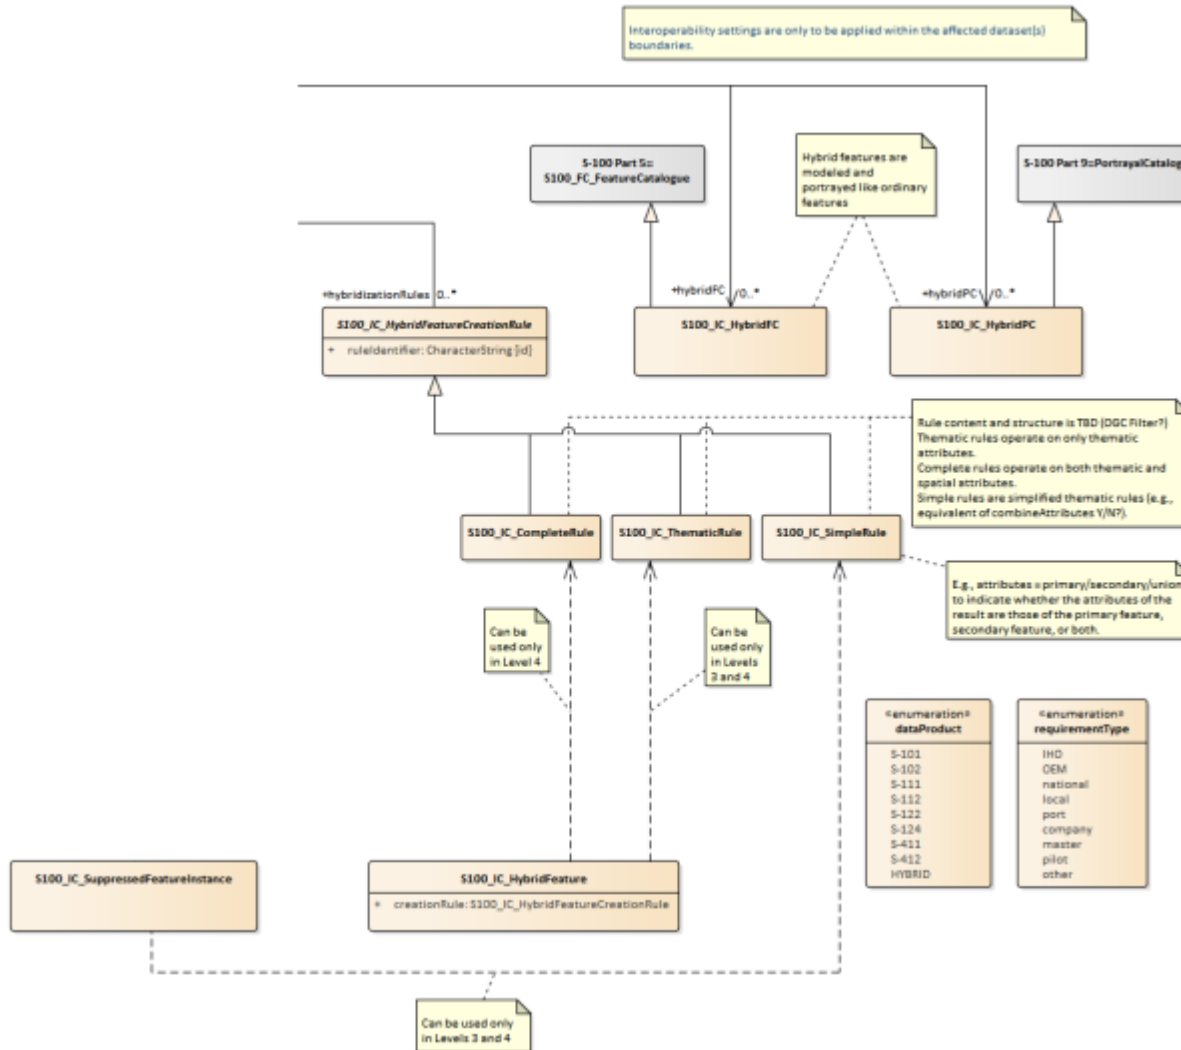 Interoperability settings are only to be applied within the affected dataset(s)
boundaries.
S-100 Part 5::
S100_FC_FeatureCatalogue
Hybrid features are
modeled and
portrayed like ordinary
features
S-100 Part 9::PortrayalCatalog
+hybridizationRules 0..*
+hybridFC
/0..*
+hybridPC
/0..*
S100_IC_HybridFeatureCreationRule
+ ruleIdentifier: CharacterString [id]
S100_IC_HybridFC
S100_IC_HybridPC
Rule content and structure is TBD (OGC Filter?)
Thematic rules operate on only thematic
attributes.
Complete rules operate on both thematic and
spatial attributes.
Simple rules are simplified thematic rules (e.g.,
equivalent of combineAttributes Y/N?).
S100_IC_CompleteRule
S100_IC_ThematicRule
S100_IC_SimpleRule
E.g., attributes = primary/secondary/union
to indicate whether the attributes of the
result are those of the primary feature,
secondary feature, or both.
Can be
used only
in Level 4
Can be
used only
in Levels
3 and 4
«enumeration»
dataProduct
S-101
S-102
S-111
S-112
S-122
S-124
S-411
S-412
HYBRID
«enumeration»
requirementType
IHO
OEM
national
local
port
company
master
pilot
other
S100_IC_SuppressedFeatureInstance
S100_IC_HybridFeature
+ creationRule: S100_IC_HybridFeatureCreationRule
Can be used only
in Levels 3 and 4